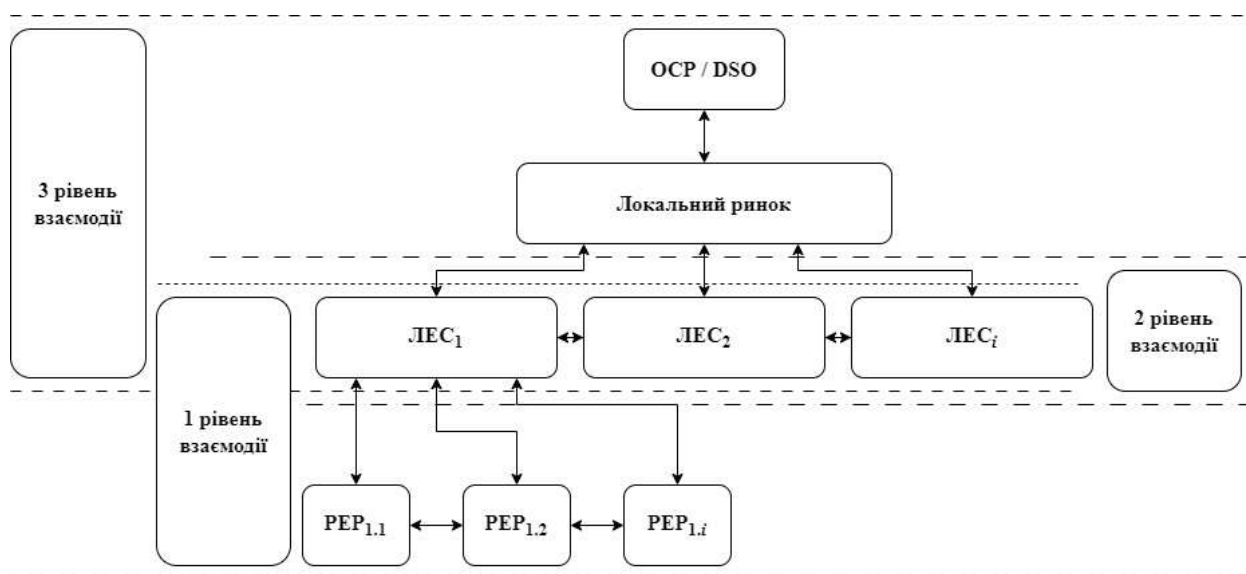 ОСР / DSO
3 рівень
взаємодії
Локальний ринок
ЛЕС1
ЛЕС2
ЛЕСi
2 рівень
взаємодії
1 рівень
взаємодії
РЕР1.1
РЕР1.2
РЕР1.i